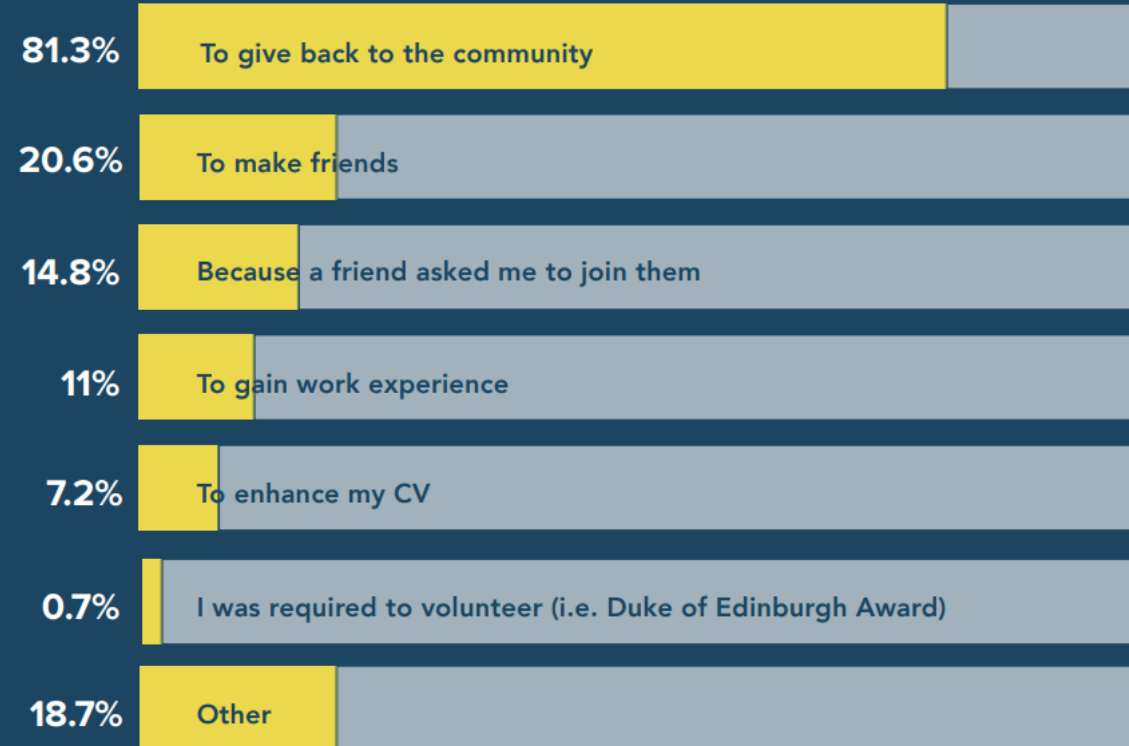 81.3% To give back to the community
20.6% To make friends
14.8% Because a friend asked me to join them
11% To gain work experience
7.2% To enhance my CV
0.7% I was required to volunteer (i.e. Duke of Edinburgh Award)
18.7% Other